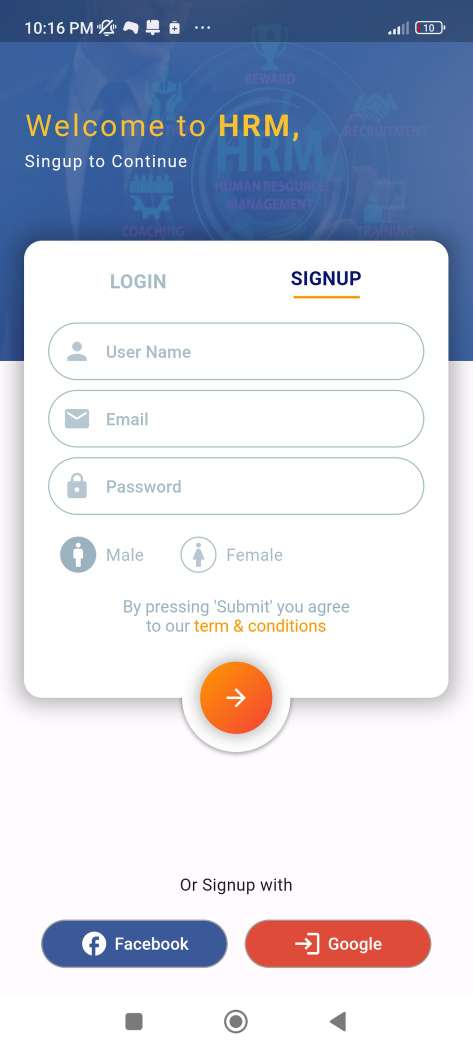 10:16 PM
10
REWARD
Welcome to HRM,
RECRUITMENT
Singup to Continue
HRM
HUMAN RESOURCE
MANAGEMENT
COACHING
TRAINING
LOGIN
SIGNUP
User Name
Email
Password
Male
Female
By pressing 'Submit' you agree
to our term & conditions
Or Signup with
Facebook
Google